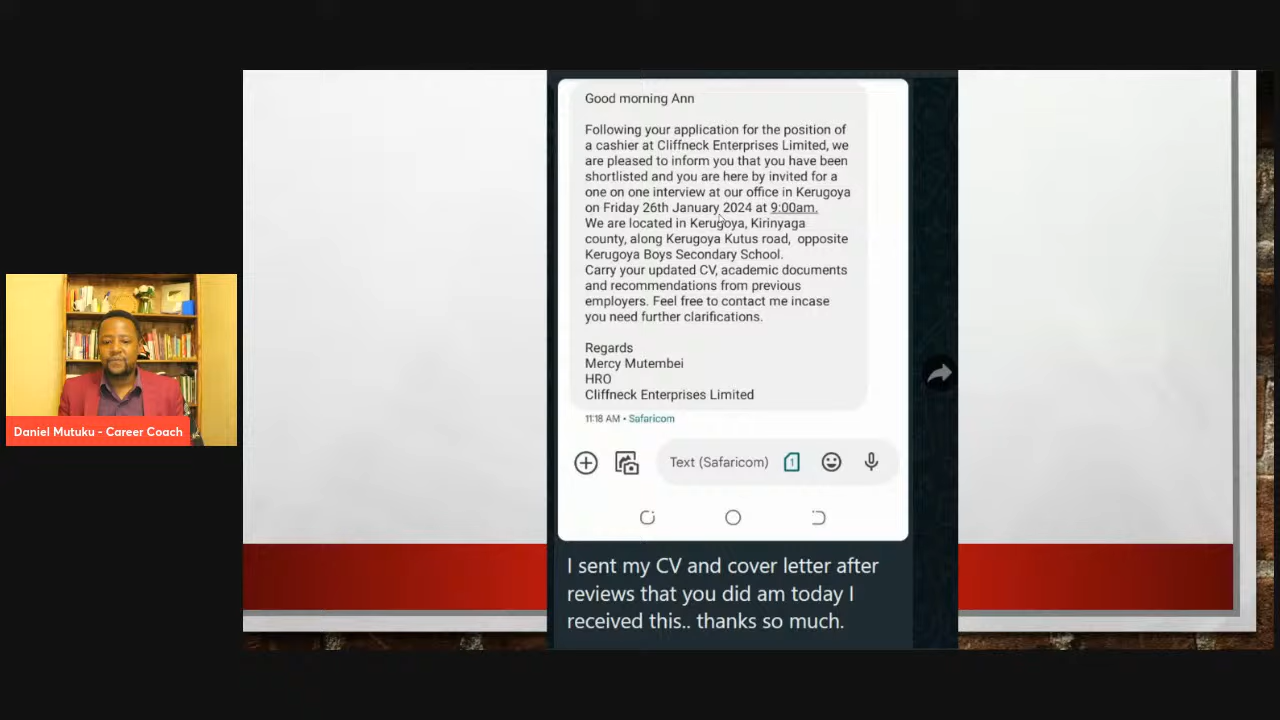 Good morning Ann
Following your application for the position of
a cashier at Cliffneck Enterprises Limited, we
are pleased to inform you that you have been
shortlisted and you are here by invited for a
one on one interview at our office in Kerugoya
on Friday 26th January 2024 at 9:00am.
We are located in Kerugoya, Kirinyaga
county, along Kerugoya Kutus road, opposite
Kerugoya Boys Secondary School.
Carry your updated CV, academic documents
and recommendations from previous
employers. Feel free to contact me incase
you need further clarifications.
Regards
Mercy Mutembei
HRO
Cliffneck Enterprises Limited
11:18 AM • Safaricom
Text (Safaricom) 1
I sent my CV and cover letter after
reviews that you did am today I
received this.. thanks so much.
Daniel Mutuku - Career Coach